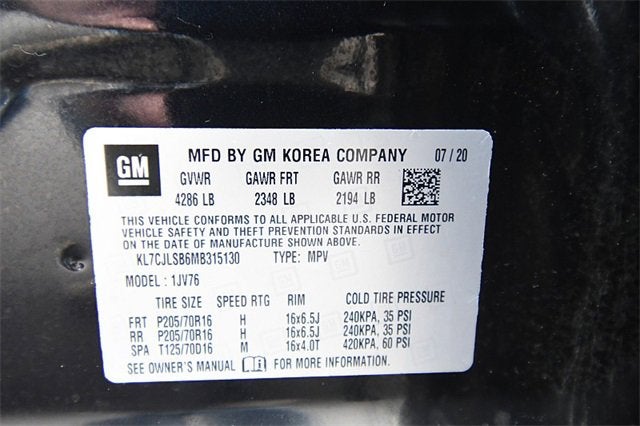 GM MFD BY GM KOREA COMPANY 07/20
GVWR GAWR FRT GAWR RR
4286 LB 2348 LB 2194 LB
THIS VEHICLE CONFORMS TO ALL APPLICABLE U.S. FEDERAL MOTOR
VEHICLE SAFETY AND THEFT PREVENTION STANDARDS IN EFFECT
ON THE DATE OF MANUFACTURE SHOWN ABOVE.
KL7CJLSB6MB315130 TYPE: MPV
MODEL: 1JV76
TIRE SIZE SPEED RTG RIM COLD TIRE PRESSURE
FRT P205/70R16 H 16x6.5J 240KPA, 35 PSI
RR P205/70R16 H 16x6.5J 240KPA, 35 PSI
SPA T125/70D16 M 16x4.0T 420KPA, 60 PSI
SEE OWNER'S MANUAL FOR MORE INFORMATION.